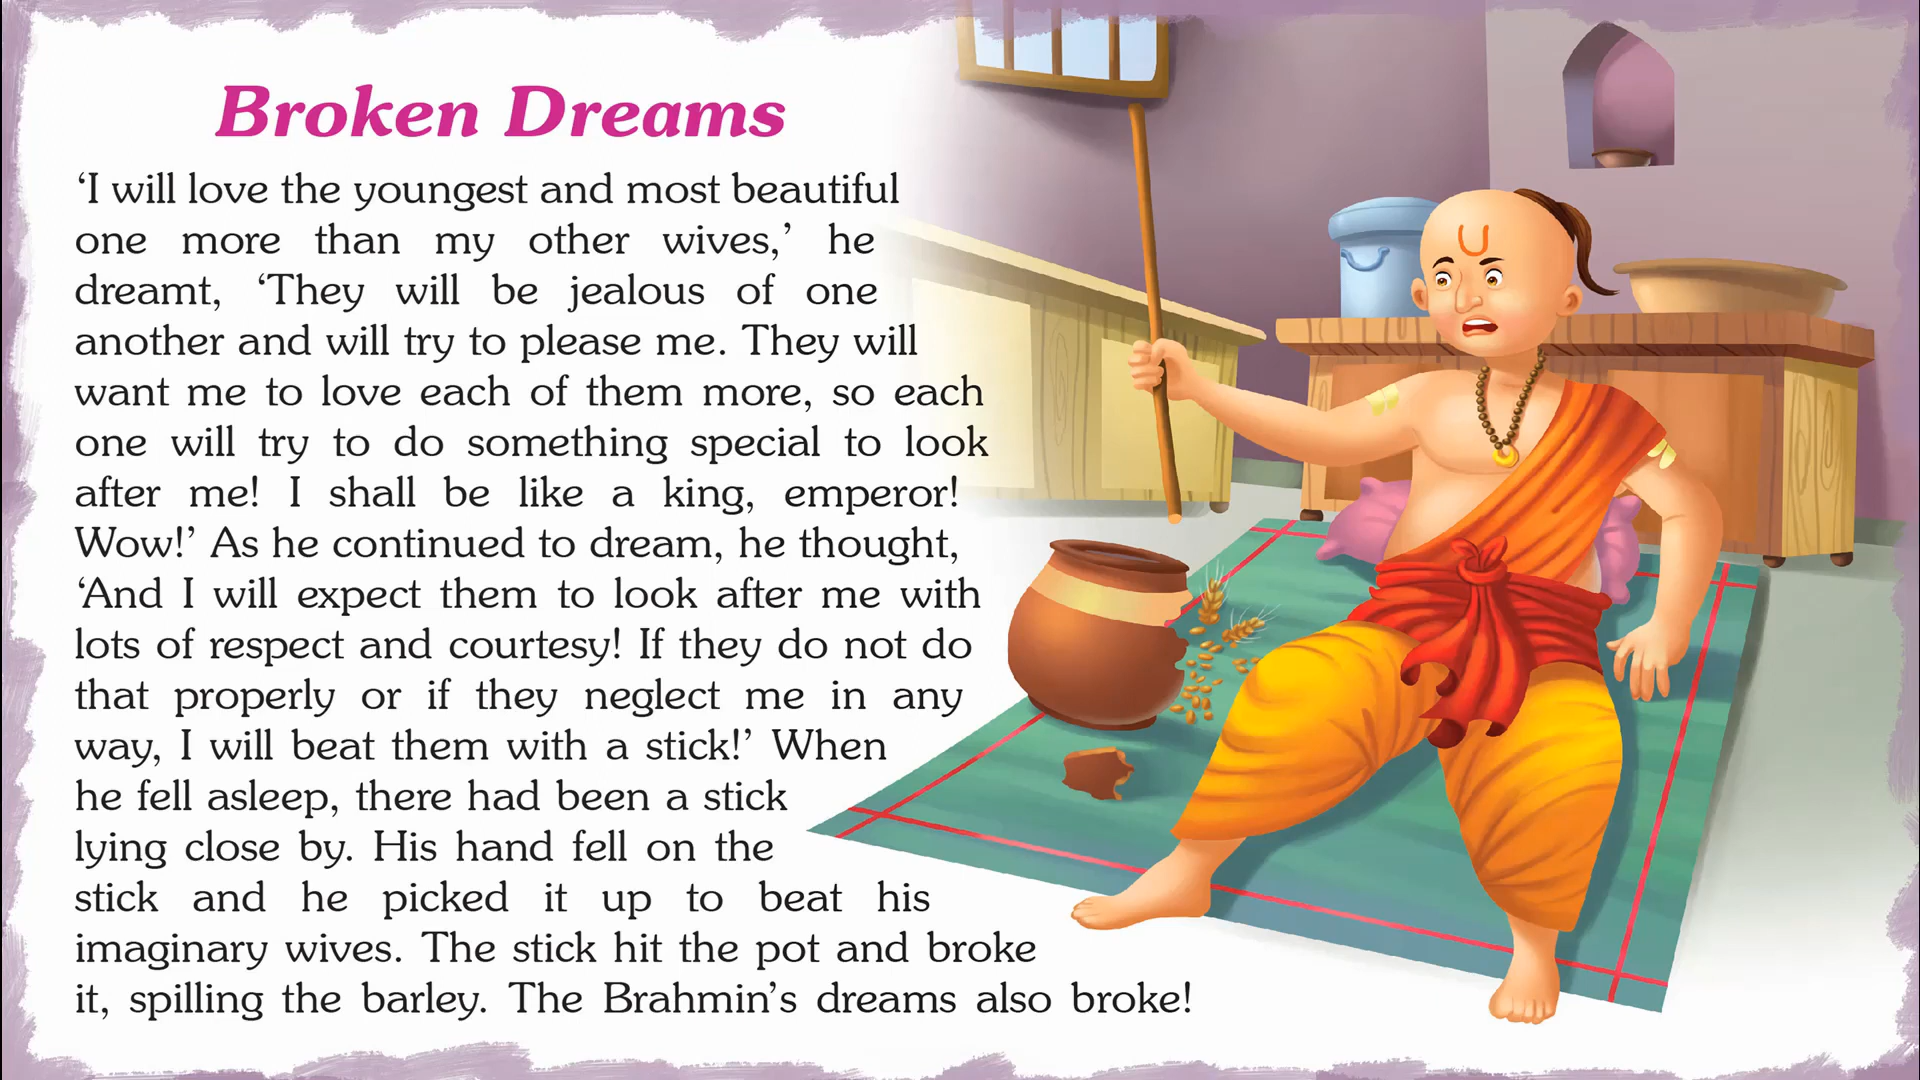 Broken Dreams
‘I will love the youngest and most beautiful
one more than my other wives,’ he
dreamt, ‘They will be jealous of one
another and will try to please me. They will
want me to love each of them more, so each
one will try to do something special to look
after me! I shall be like a king, emperor!
Wow!’ As he continued to dream, he thought,
‘And I will expect them to look after me with
lots of respect and courtesy! If they do not do
that properly or if they neglect me in any
way, I will beat them with a stick!’ When
he fell asleep, there had been a stick
lying close by. His hand fell on the
stick and he picked it up to beat his
imaginary wives. The stick hit the pot and broke
it, spilling the barley. The Brahmin’s dreams also broke!